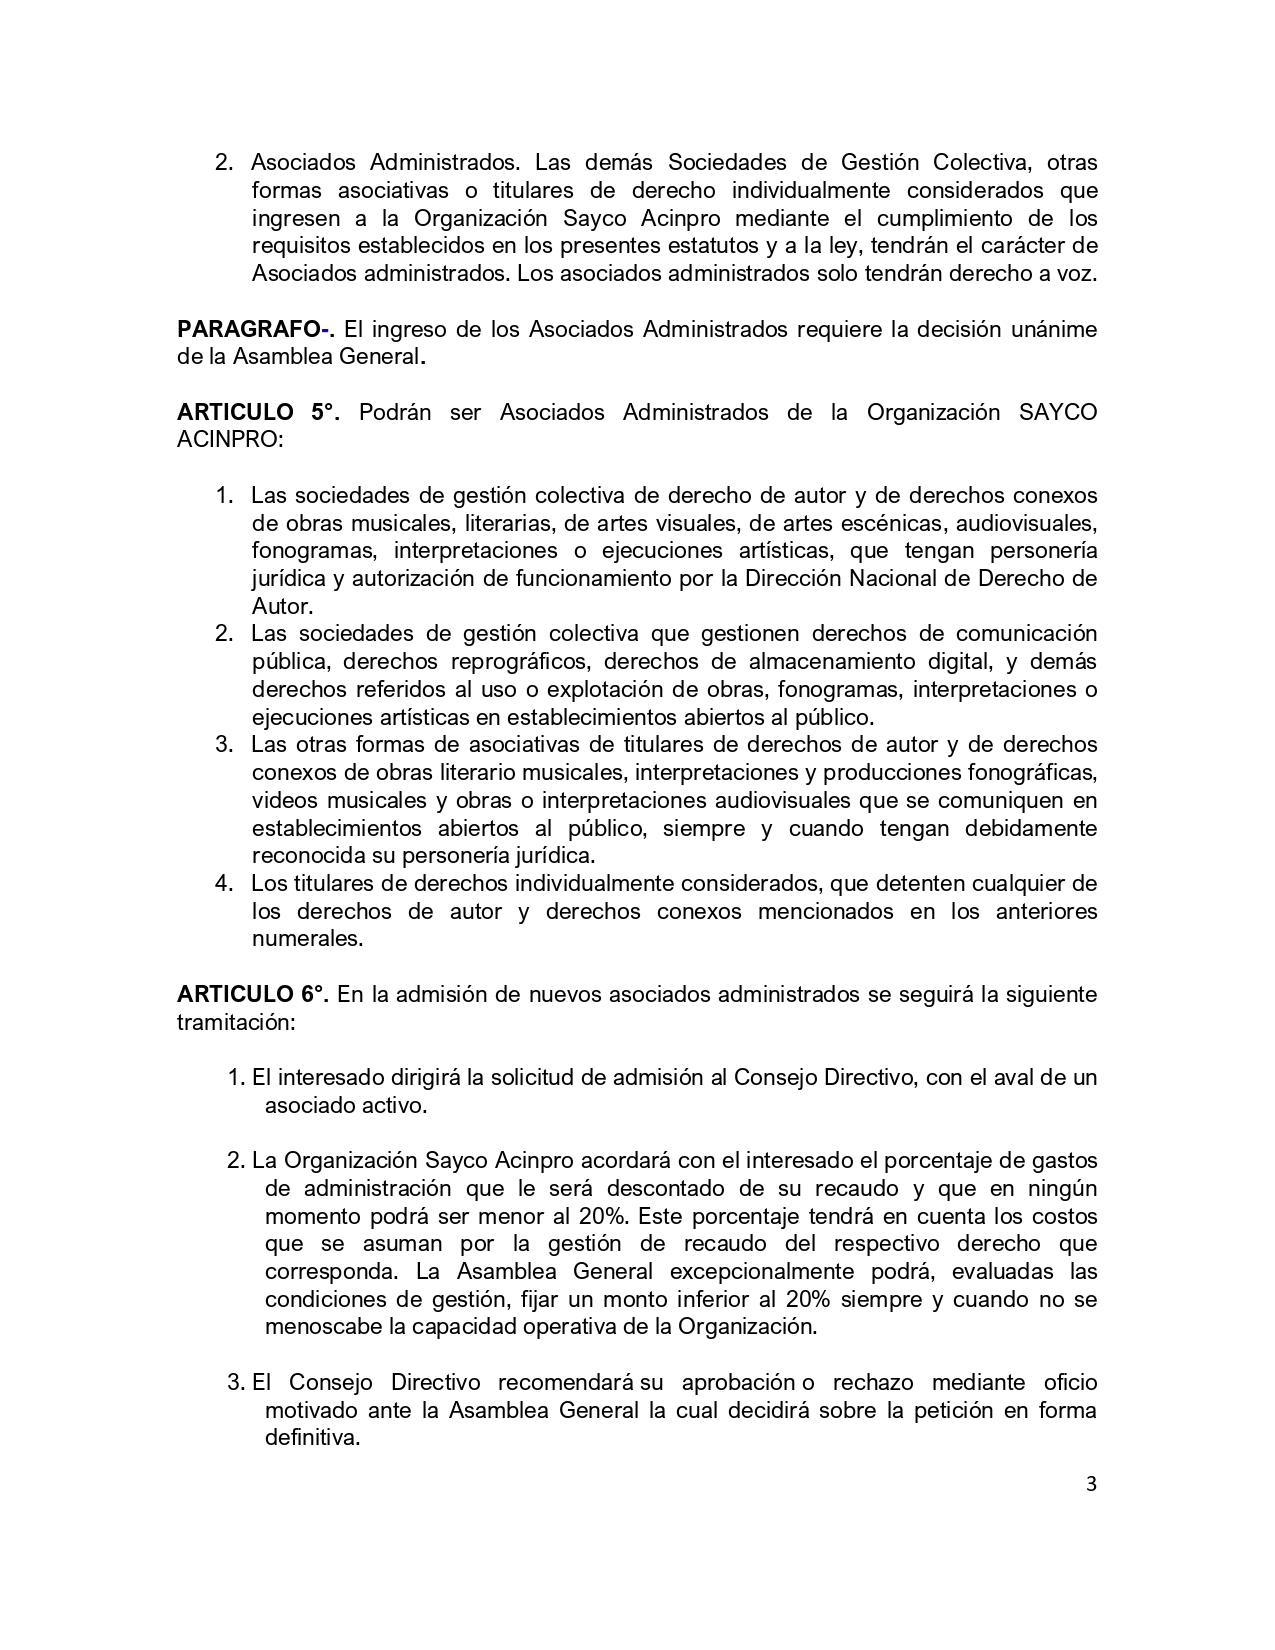 2. Asociados Administrados. Las demás Sociedades de Gestión Colectiva, otras
formas asociativas o titulares de derecho individualmente considerados que
ingresen a la Organización Sayco Acinpro mediante el cumplimiento de los
requisitos establecidos en los presentes estatutos y a la ley, tendrán el carácter de
Asociados administrados. Los asociados administrados solo tendrán derecho a voz.
PARAGRAFO-. El ingreso de los Asociados Administrados requiere la decisión unánime
de la Asamblea General.
ARTICULO 5°. Podrán ser Asociados Administrados de la Organización SAYCO
ACINPRO:
1. Las sociedades de gestión colectiva de derecho de autor y de derechos conexos
de obras musicales, literarias, de artes visuales, de artes escénicas, audiovisuales,
fonogramas, interpretaciones o ejecuciones artísticas, que tengan personería
jurídica y autorización de funcionamiento por la Dirección Nacional de Derecho de
Autor.
2. Las sociedades de gestión colectiva que gestionen derechos de comunicación
pública, derechos reprográficos, derechos de almacenamiento digital, y demás
derechos referidos al uso o explotación de obras, fonogramas, interpretaciones o
ejecuciones artísticas en establecimientos abiertos al público.
3. Las otras formas de asociativas de titulares de derechos de autor y de derechos
conexos de obras literario musicales, interpretaciones y producciones fonográficas,
videos musicales y obras o interpretaciones audiovisuales que se comuniquen en
establecimientos abiertos al público, siempre y cuando tengan debidamente
reconocida su personería jurídica.
4. Los titulares de derechos individualmente considerados, que detenten cualquier de
los derechos de autor y derechos conexos mencionados en los anteriores
numerales.
ARTICULO 6°. En la admisión de nuevos asociados administrados se seguirá la siguiente
tramitación:
1. El interesado dirigirá la solicitud de admisión al Consejo Directivo, con el aval de un
asociado activo.
2. La Organización Sayco Acinpro acordará con el interesado el porcentaje de gastos
de administración que le será descontado de su recaudo y que en ningún
momento podrá ser menor al 20%. Este porcentaje tendrá en cuenta los costos
que se asuman por la gestión de recaudo del respectivo derecho que
corresponda. La Asamblea General excepcionalmente podrá, evaluadas las
condiciones de gestión, fijar un monto inferior al 20% siempre y cuando no se
menoscabe la capacidad operativa de la Organización.
3. El Consejo Directivo recomendará su aprobación o rechazo mediante oficio
motivado ante la Asamblea General la cual decidirá sobre la petición en forma
definitiva.
3